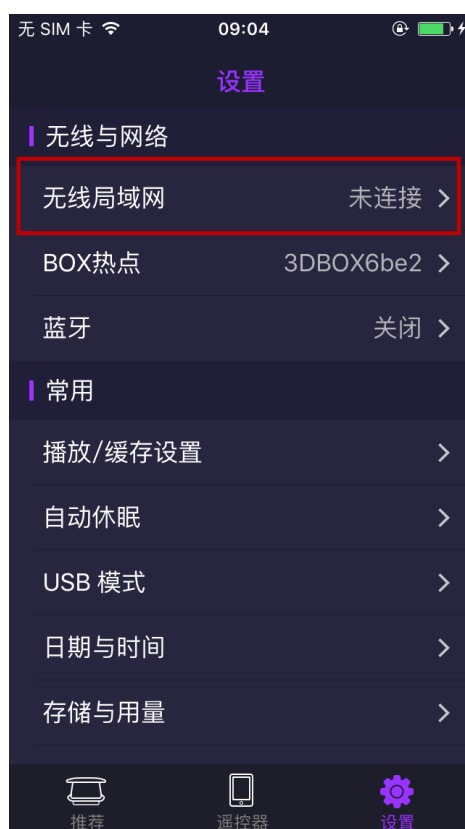 无 SIM 卡 09:04
设置
无线与网络
无线局域网 未连接
BOX热点 3DBOX6be2
蓝牙 关闭
常用
播放/缓存设置
自动休眠
USB 模式
日期与时间
存储与用量
推荐 遥控器 设置